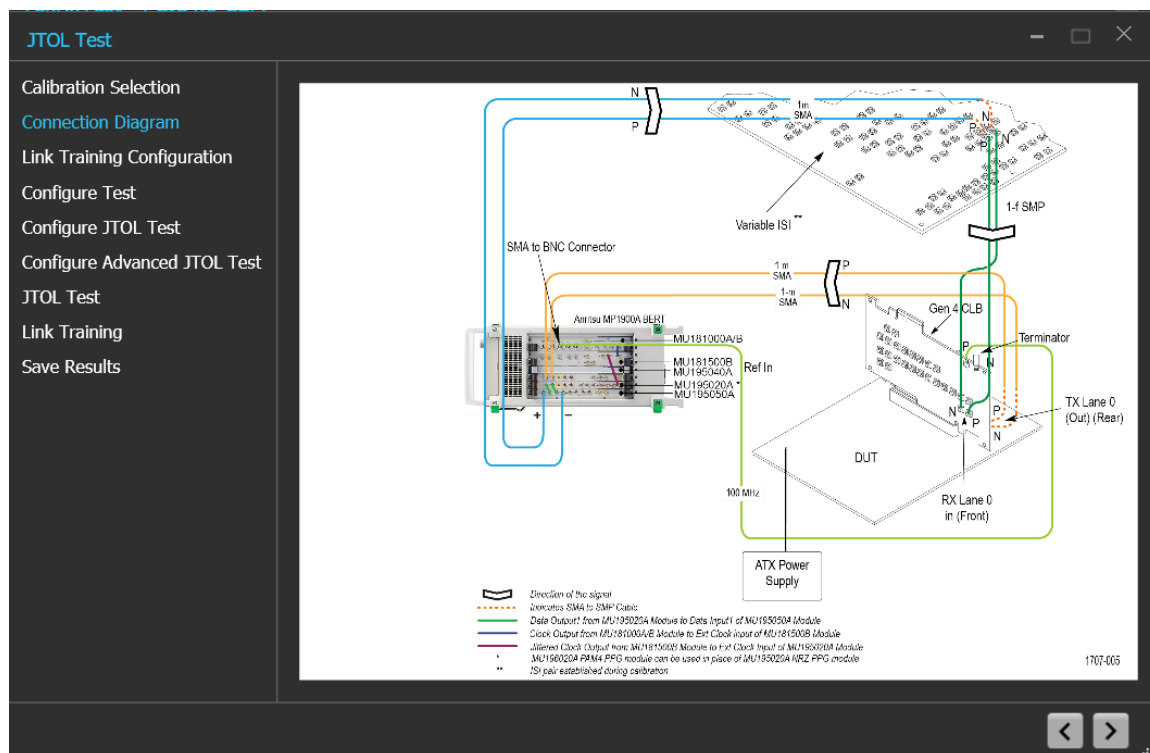 JTOL Test
Calibration Selection
Connection Diagram
Link Training Configuration
Configure Test
Configure JTOL Test
Configure Advanced JTOL Test
JTOL Test
Link Training
Save Results
N
P
1m
SMA
N
P
N
P
Variable ISI **
1-f SMP
SMA to BNC Connector
1 m
SMA
P
1-m
SMA
N
Gen 4 CLB
Terminator
Anritsu MP1900A BERT
MU181000A/B
MU181500B
Ref In
MU195040A
MU195020A *
MU195050A
P
N
+
−
N
P
P
N
TX Lane 0
(Out) (Rear)
DUT
100 MHz
RX Lane 0
in (Front)
ATX Power
Supply
Direction of the signal
Indicates SMA to SMP Cable
Data Output1 from MU195020A Module to Data Input1 of MU195050A Module
Clock Output from MU181000A/B Module to Ext Clock Input of MU181500B Module
Jittered Clock Output from MU181500B Module to Ext Clock Input of MU195020A Module
* MU196020A PAM4 PPG module can be used in place of MU195020A NRZ PPG module
** ISI pair established during calibration
1707-005